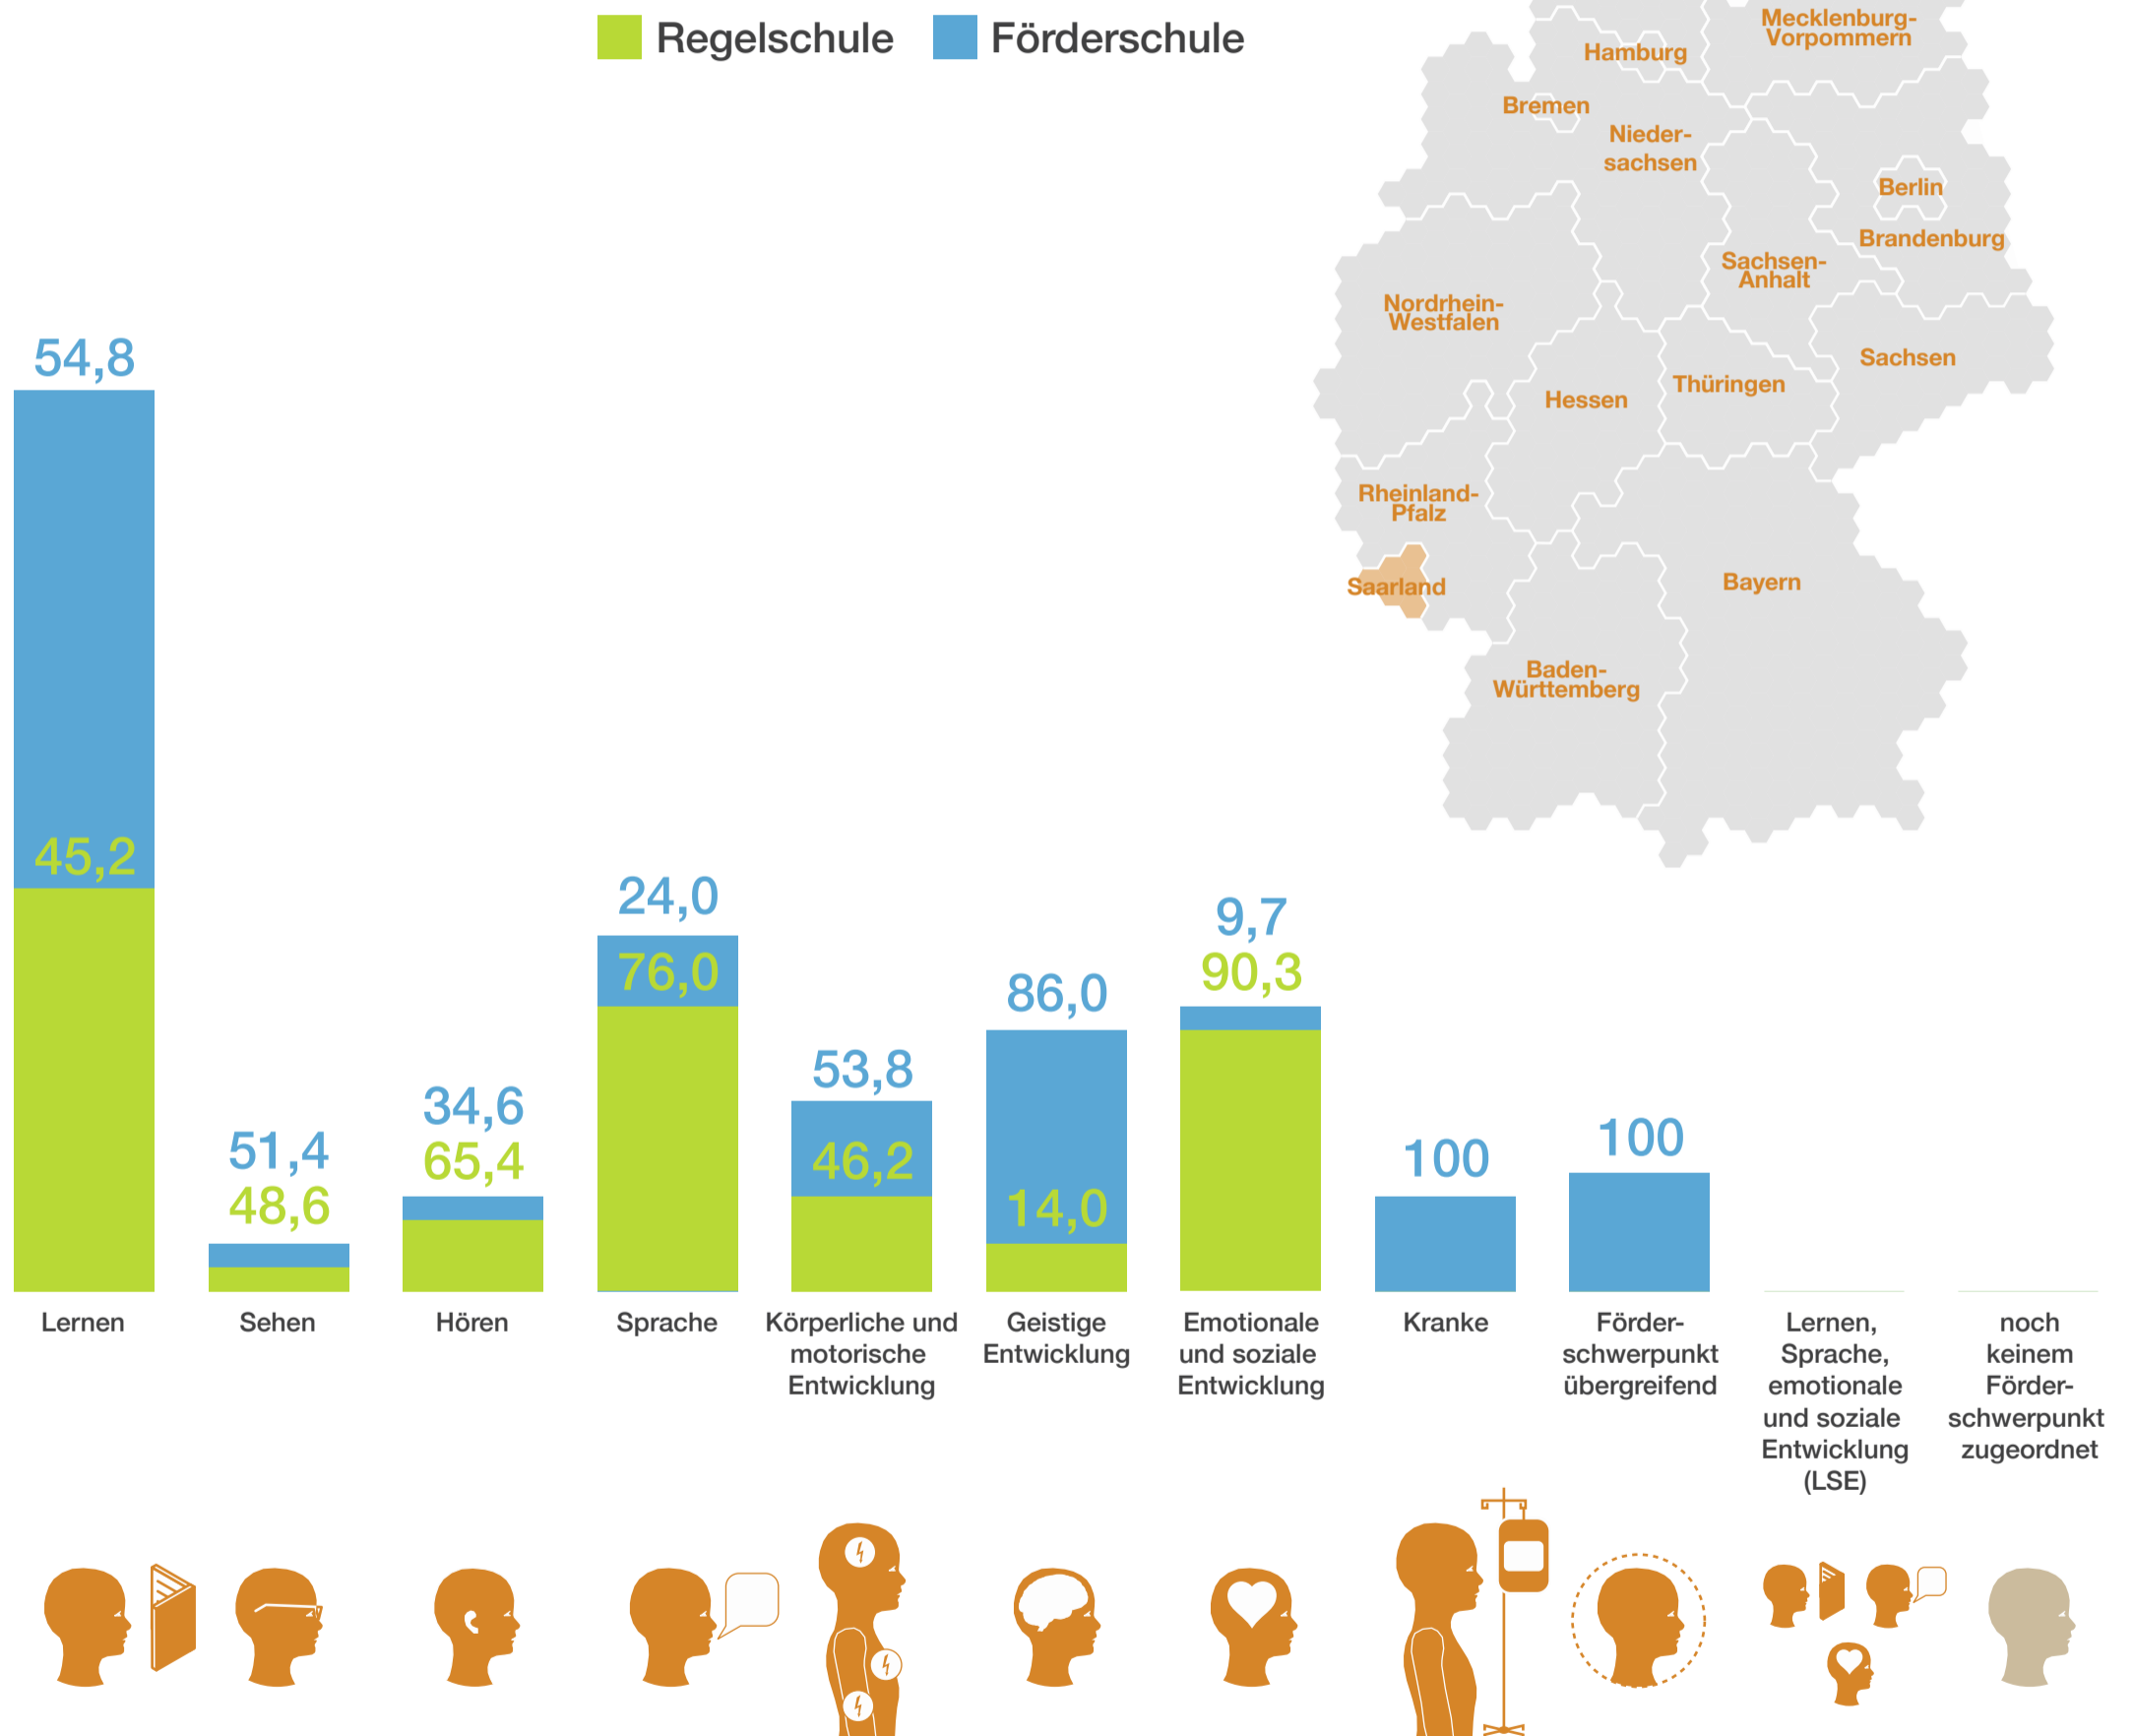 Regelschule
Förderschule
Mecklenburg-
Vorpommern
Hamburg
Bremen
Nieder-
sachsen
Berlin
Brandenburg
Sachsen-
Anhalt
Nordrhein-
Westfalen
Sachsen
Thüringen
Hessen
Rheinland-
Pfalz
Saarland
Bayern
Baden-
Württemberg
54,8
45,2
51,4
48,6
34,6
65,4
24,0
76,0
53,8
46,2
86,0
14,0
9,7
90,3
100
100
Lernen
Sehen
Hören
Sprache
Körperliche und
motorische
Entwicklung
Geistige
Entwicklung
Emotionale
und soziale
Entwicklung
Kranke
Förder-
schwerpunkt
übergreifend
Lernen,
Sprache,
emotionale
und soziale
Entwicklung
(LSE)
noch
keinem
Förder-
schwerpunkt
zugeordnet